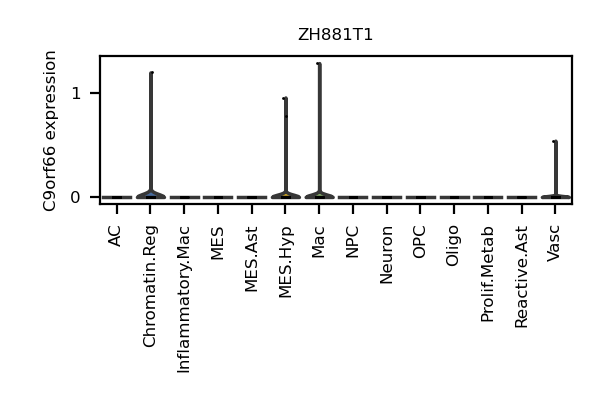 ZH881T1
C9orf66 expression
1
0
AC
Chromatin.Reg
Inflammatory.Mac
MES
MES.Ast
MES.Hyp
Mac
NPC
Neuron
OPC
Oligo
Prolif.Metab
Reactive.Ast
Vasc